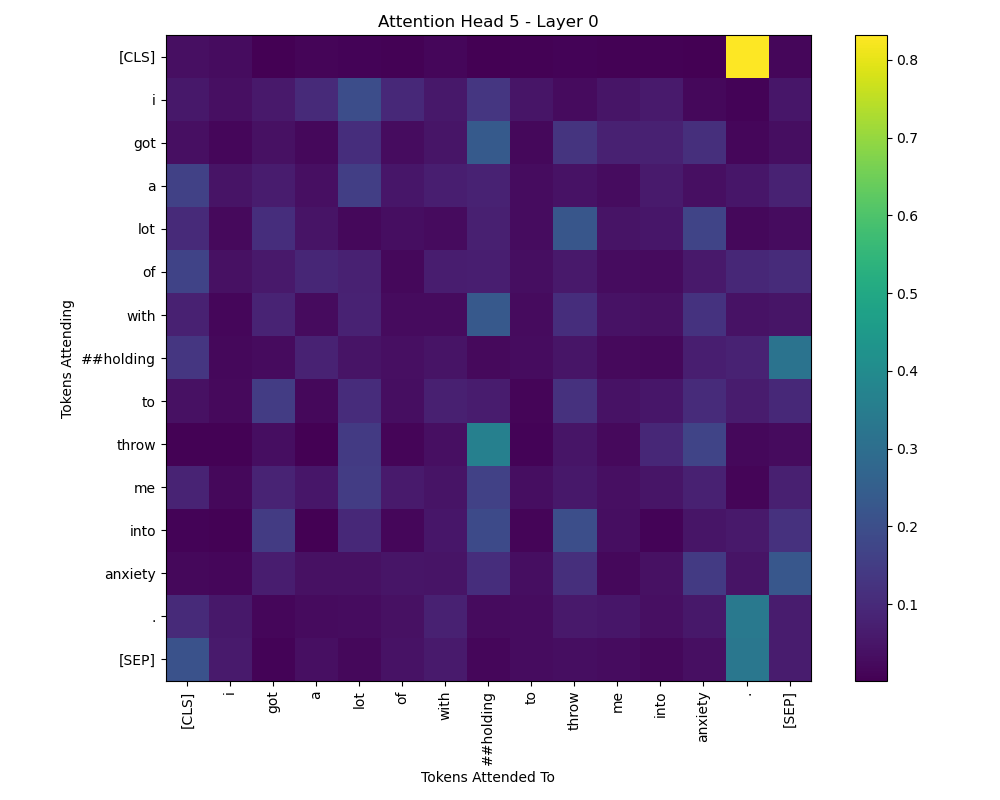 Attention Head 5 - Layer 0
Tokens Attending
[CLS]
i
got
a
lot
of
with
##holding
to
throw
me
into
anxiety
.
[SEP]
[CLS]
i
got
a
lot
of
with
##holding
to
throw
me
into
anxiety
.
[SEP]
Tokens Attended To
0.8
0.7
0.6
0.5
0.4
0.3
0.2
0.1